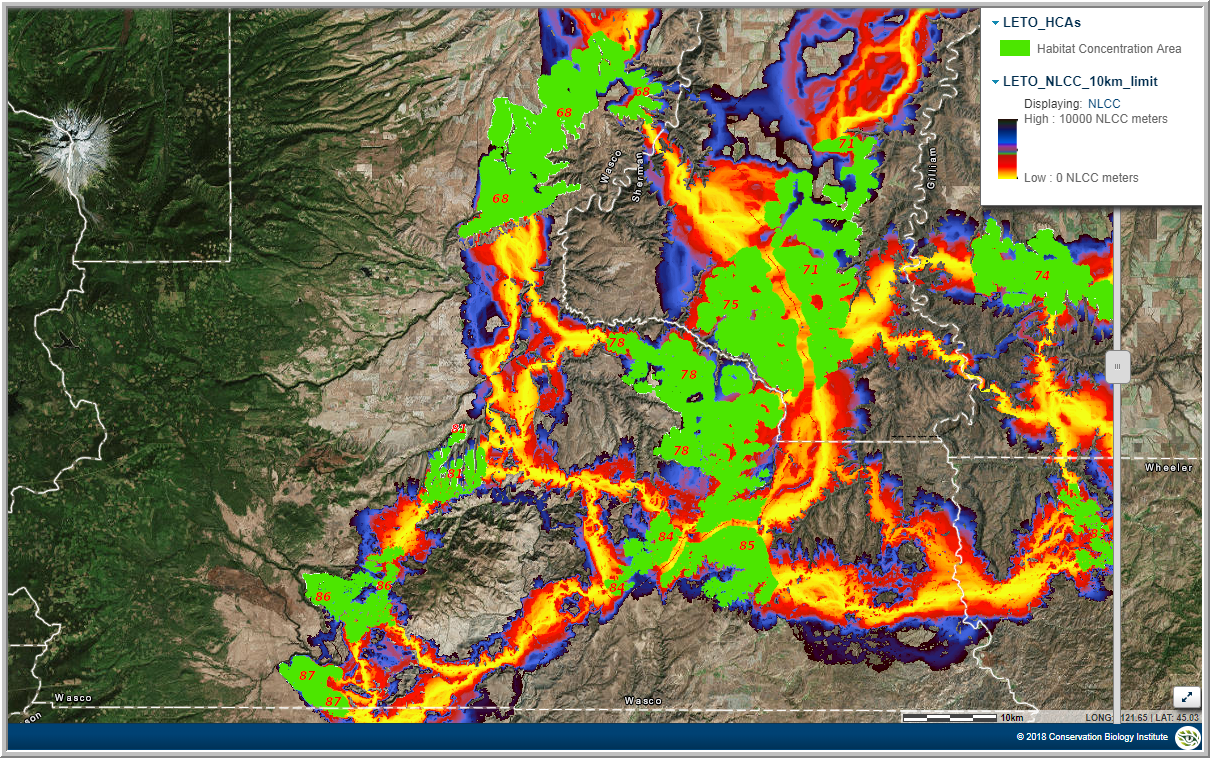 LETO_HCAs
Habitat Concentration Area
LETO_NLCC_10km_limit
Displaying: NLCC
High : 10000 NLCC meters
Low : 0 NLCC meters
68
68
68
71
71
74
75
78
78
78
81
81
83
84
84
85
86
86
87
87
Wasco
Sherman
Gilliam
Wheeler
Wasco
Wasco
son
10km
LONG: 121.65 | LAT: 45.03
© 2018 Conservation Biology Institute